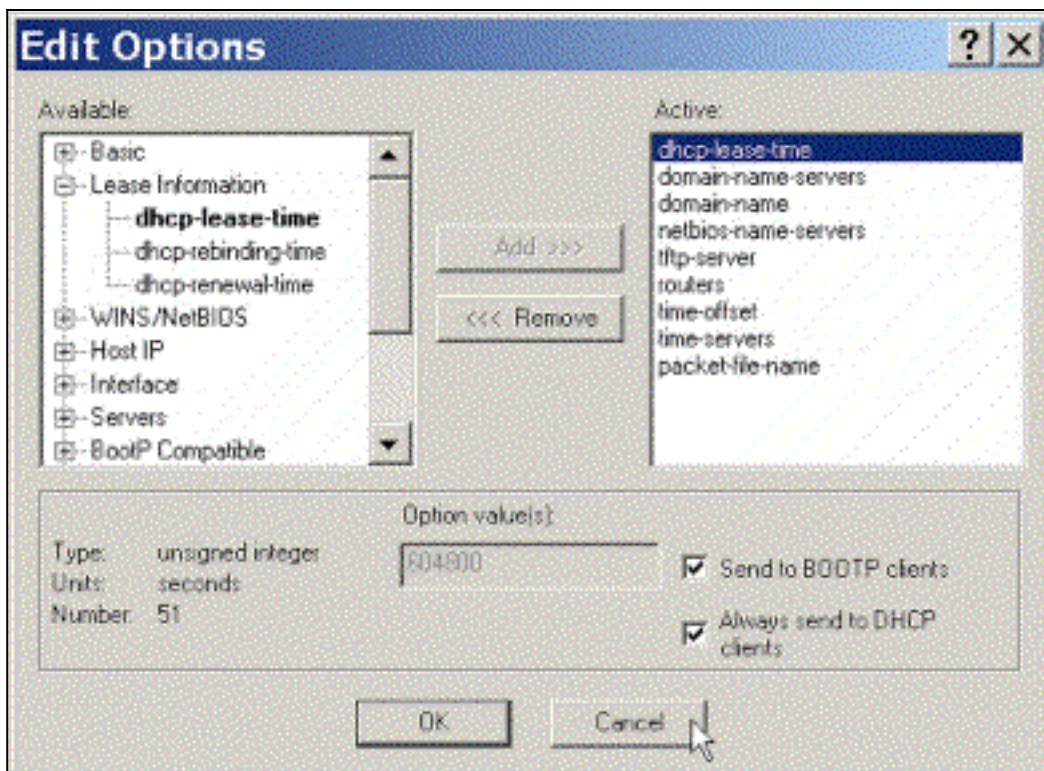 Edit Options
Available:
Active:
Basic
Lease Information
dhcp-lease-time
dhcp-rebinding-time
dhcp-renewal-time
WINS/NetBIOS
Host IP
Interface
Servers
BootP Compatible
Add >>>
<<< Remove
dhcp-lease-time
domain-name-servers
domain-name
netbios-name-servers
tftp-server
routers
time-offset
time-servers
packet-file-name
Type: unsigned integer
Units: seconds
Number: 51
Option value(s):
604800
Send to BOOTP clients
Always send to DHCP
clients
OK
Cancel